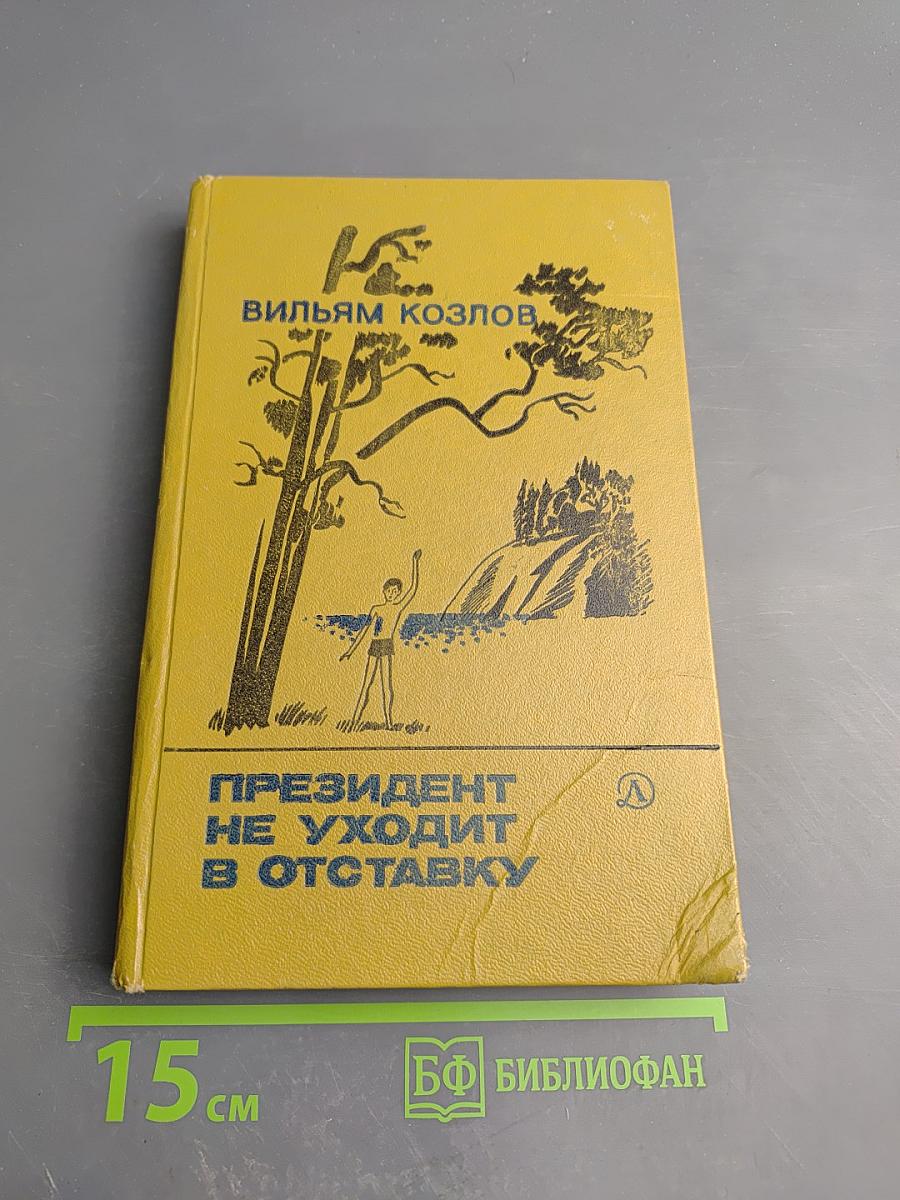 ВИЛЬЯМ КОЗЛОВ
ПРЕЗИДЕНТ
НЕ УХОДИТ
В ОТСТАВКУ
Д
15 см
БФ БИБЛИОФАН